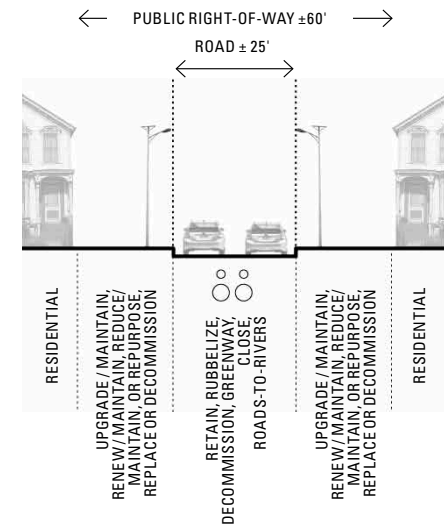 PUBLIC RIGHT-OF-WAY ±60'
ROAD ± 25'
RESIDENTIAL
UPGRADE / MAINTAIN,
RENEW / MAINTAIN, REDUCE/
MAINTAIN, OR REPURPOSE,
REPLACE OR DECOMMISSION
RETAIN, RUBBELIZE,
DECOMMISSION, GREENWAY,
CLOSE,
ROADS-TO-RIVERS
UPGRADE / MAINTAIN,
RENEW / MAINTAIN, REDUCE/
MAINTAIN, OR REPURPOSE,
REPLACE OR DECOMMISSION
RESIDENTIAL